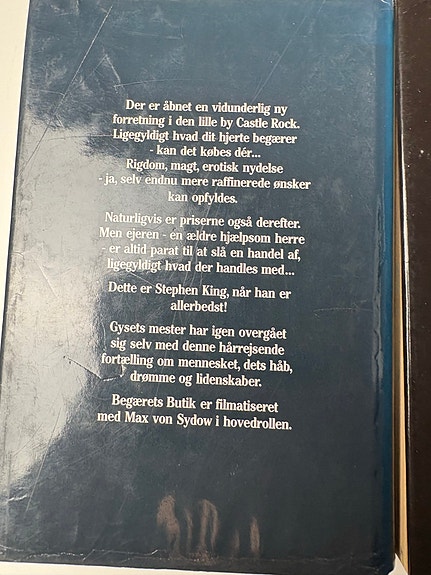 Der er åbnet en vidunderlig ny
forretning i den lille by Castle Rock.
Ligegyldigt hvad dit hjerte begærer
- kan det købes dér...
Rigdom, magt, erotisk nydelse
- ja, selv endnu mere raffinerede ønsker
kan opfyldes.
Naturligvis er priserne også derefter.
Men ejeren - en ældre hjælpsom herre
- er altid parat til at slå en handel af,
ligegyldigt hvad der handles med...
Dette er Stephen King, når han er
allerbedst!
Gysets mester har igen overgået
sig selv med denne hårrejsende
fortælling om mennesket, dets håb,
drømme og lidenskaber.
Begærets Butik er filmatiseret
med Max von Sydow i hovedrollen.